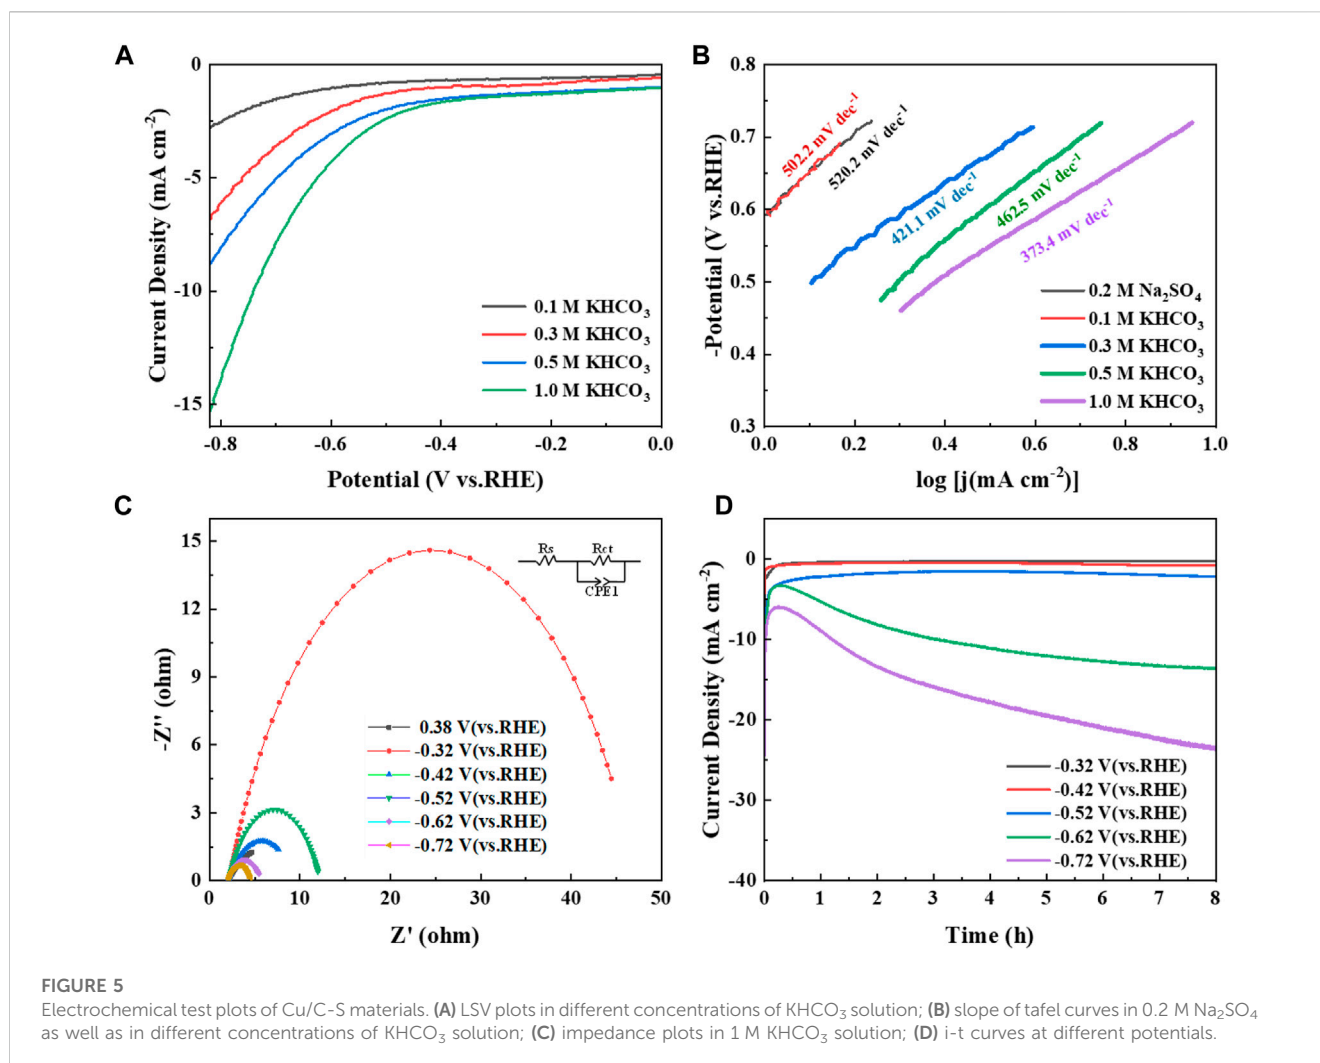 A
0
-5
-10
-15
Current Density (mA cm⁻²)
-0.8 -0.6 -0.4 -0.2 0.0
Potential (V vs.RHE)
0.1 M KHCO₃
0.3 M KHCO₃
0.5 M KHCO₃
1.0 M KHCO₃
B
0.8
0.7
0.6
0.5
0.4
0.3
-Potential (V vs.RHE)
502.2 mV dec⁻¹
520.2 mV dec⁻¹
421.1 mV dec⁻¹
462.5 mV dec⁻¹
373.4 mV dec⁻¹
0.2 M Na₂SO₄
0.1 M KHCO₃
0.3 M KHCO₃
0.5 M KHCO₃
1.0 M KHCO₃
0.0 0.2 0.4 0.6 0.8 1.0
log [j(mA cm⁻²)]
C
15
12
9
6
3
0
-Z'' (ohm)
Rs Rct
CPE1
0.38 V(vs.RHE)
-0.32 V(vs.RHE)
-0.42 V(vs.RHE)
-0.52 V(vs.RHE)
-0.62 V(vs.RHE)
-0.72 V(vs.RHE)
0 10 20 30 40 50
Z' (ohm)
D
0
-10
-20
-30
-40
Current Density (mA cm⁻²)
-0.32 V(vs.RHE)
-0.42 V(vs.RHE)
-0.52 V(vs.RHE)
-0.62 V(vs.RHE)
-0.72 V(vs.RHE)
0 1 2 3 4 5 6 7 8
Time (h)
FIGURE 5
Electrochemical test plots of Cu/C-S materials. (A) LSV plots in different concentrations of KHCO₃ solution; (B) slope of tafel curves in 0.2 M Na₂SO₄
as well as in different concentrations of KHCO₃ solution; (C) impedance plots in 1 M KHCO₃ solution; (D) i-t curves at different potentials.